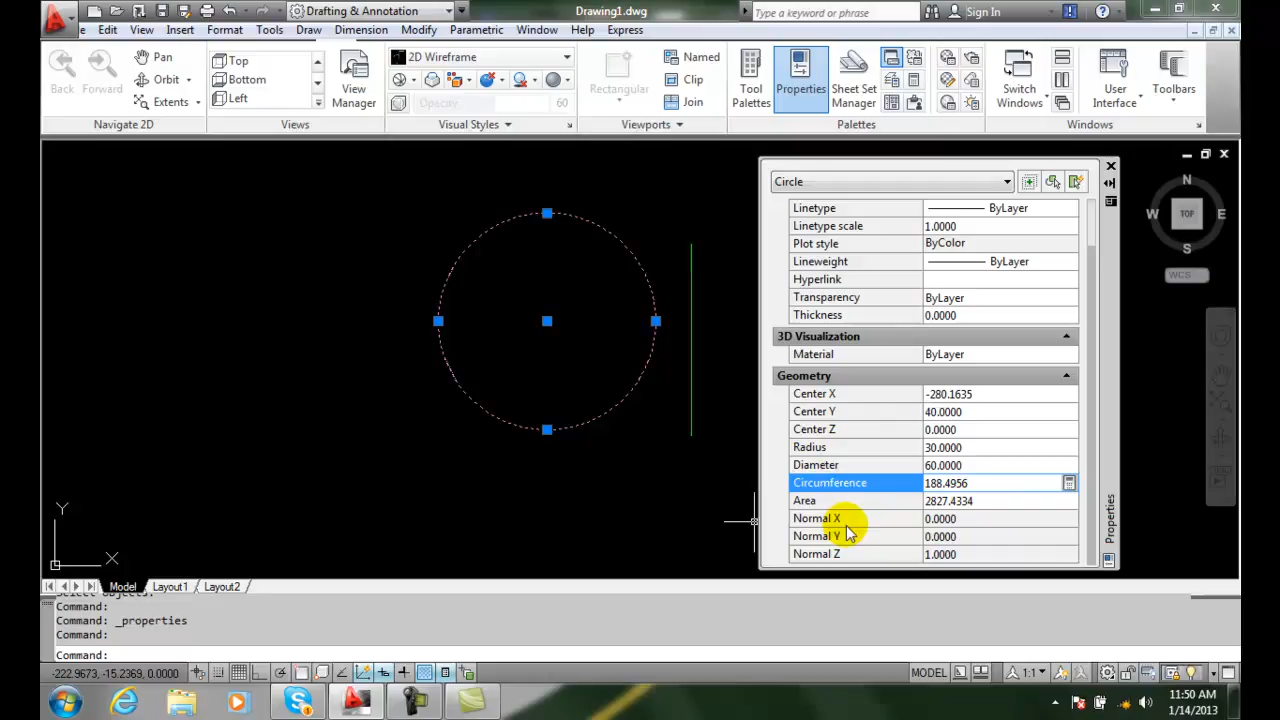 Drafting & Annotation
Drawing1.dwg
Type a keyword or phrase
Sign In
Edit View Insert Format Tools Draw Dimension Modify Parametric Window Help Express
Back
Forward
Pan
Orbit
Extents
Navigate 2D
Top
Bottom
Left
Views
View Manager
2D Wireframe
Opacity 60
Visual Styles
Rectangular
Named
Clip
Join
Viewports
Tool Palettes
Properties
Sheet Set Manager
Palettes
Switch Windows
Windows
User Interface
Toolbars
N
W TOP E
S
WCS
Circle
Linetype ByLayer
Linetype scale 1.0000
Plot style ByColor
Lineweight ByLayer
Hyperlink
Transparency ByLayer
Thickness 0.0000
3D Visualization
Material ByLayer
Geometry
Center X -280.1635
Center Y 40.0000
Center Z 0.0000
Radius 30.0000
Diameter 60.0000
Circumference 188.4956
Area 2827.4334
Normal X 0.0000
Normal Y 0.0000
Normal Z 1.0000
Properties
Y
X
Model Layout1 Layout2
Select objects:
Command:
Command: _properties
Command:
Command:
-222.9673, -15.2369, 0.0000
MODEL
1:1
11:50 AM
1/14/2013